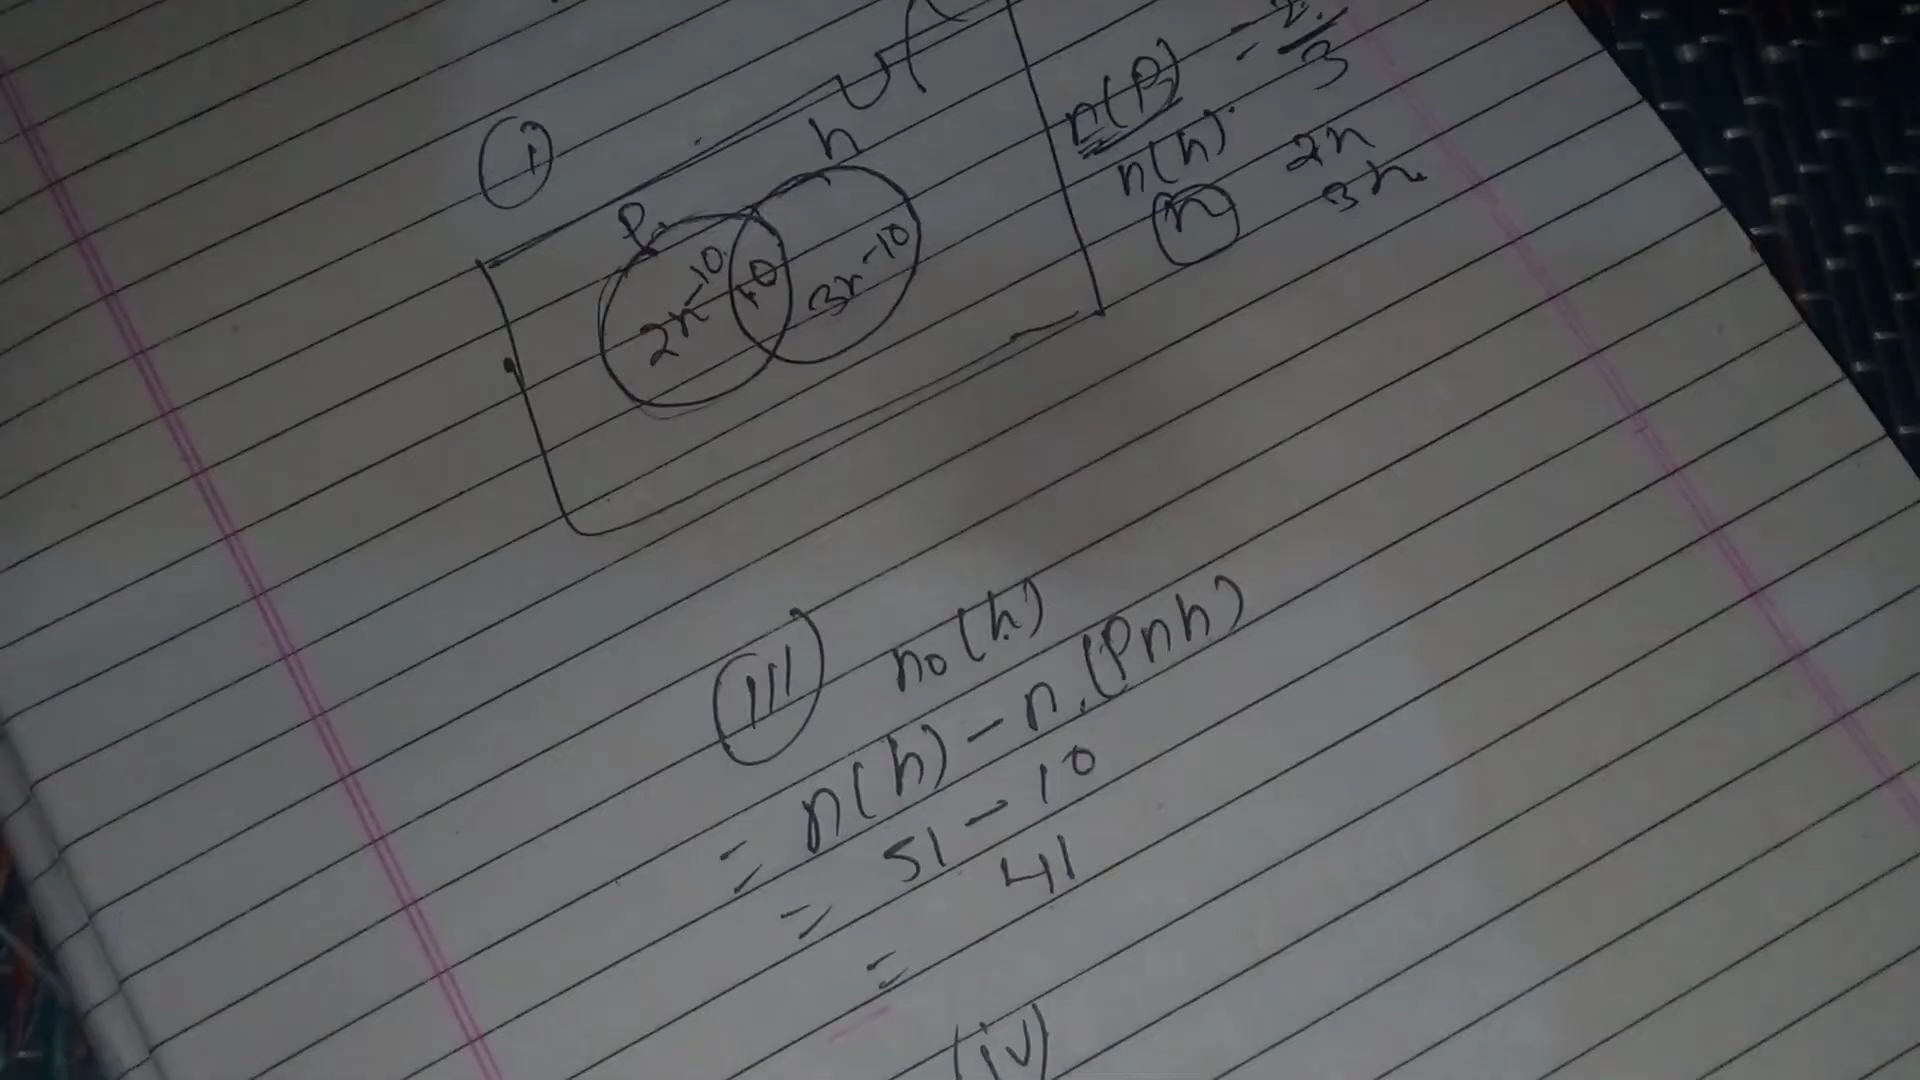 (i)
U(
n(P) = 2/3
n(h)
(x) 2x
3x
P h
2x-10 10 3x-10
(iii) no(h)
= n(h) - n.(P∩h)
= 51 - 10
= 41
(iv)